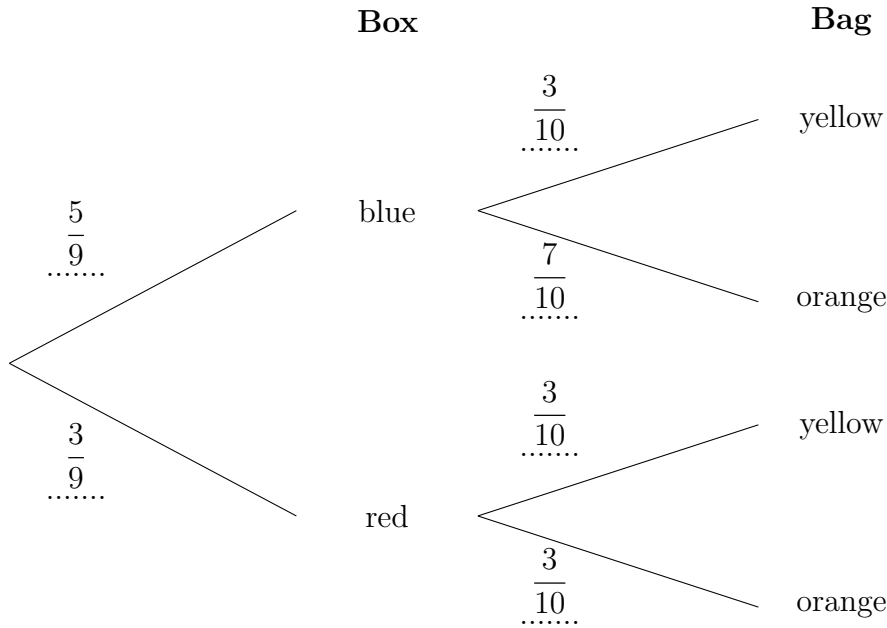 Box Bag
3/10
yellow
.......
5/9
blue
.......
7/10
orange
.......
3/10
yellow
.......
3/9
.......
red
3/10
orange
.......